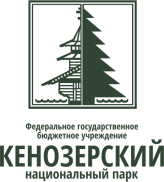 Федеральное государственное
бюджетное учреждение
КЕНОЗЕРСКИЙ
национальный парк